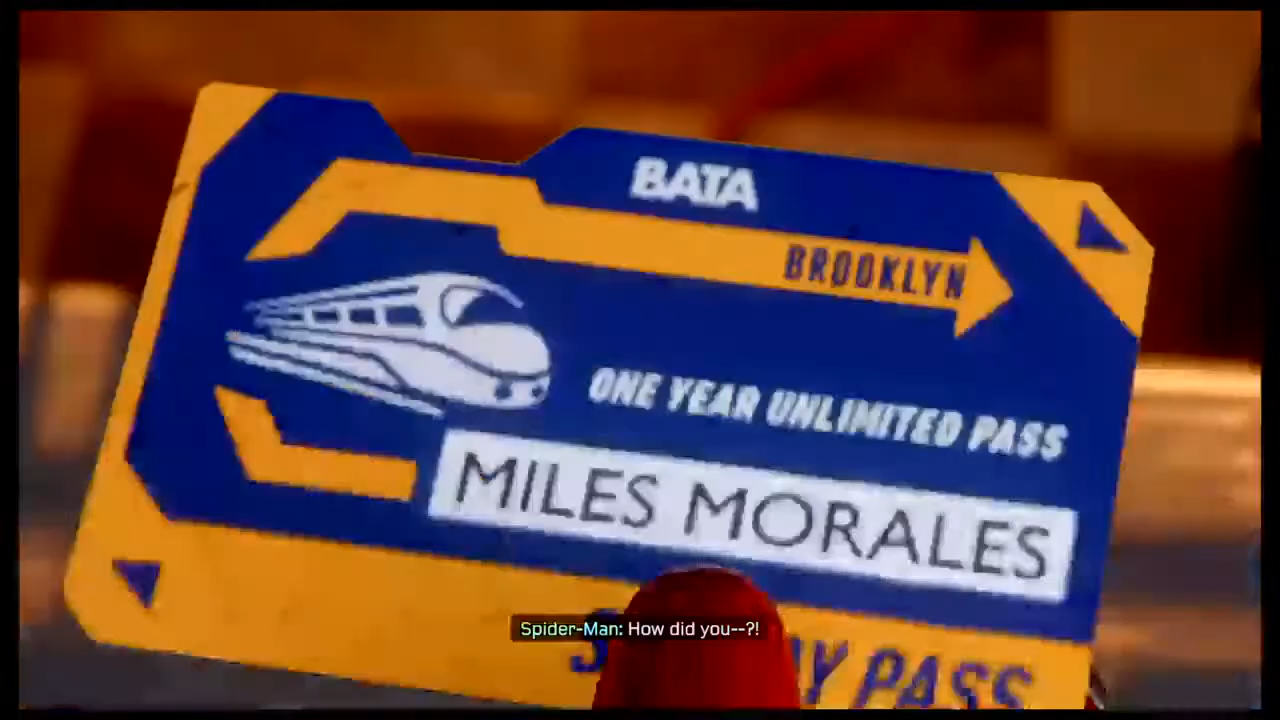 BATA
BROOKLYN
ONE YEAR UNLIMITED PASS
MILES MORALES
Spider-Man: How did you--?!
PASS